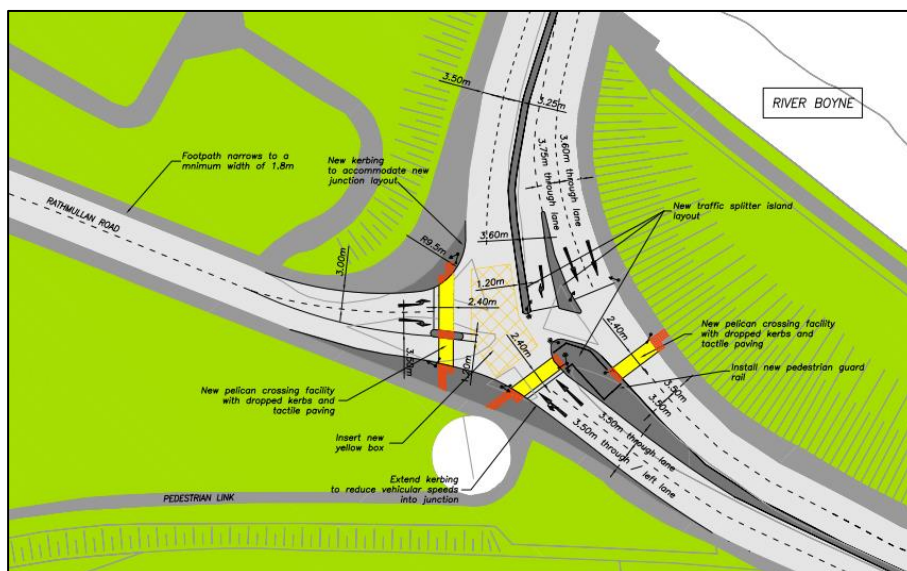 3.50m
3.25m
RIVER BOYNE
Footpath narrows to a
mnimum width of 1.8m
New kerbing
to accommodate new
junction layout
3.75m through lane
3.60m through lane
New traffic splitter island
layout
RATHMULLAN ROAD
3.00m
R9.5m
3.60m
1.20m
2.40m
2.40m
2.40m
New pelican crossing facility
with dropped kerbs and
tactile paving
Install new pedestrian guard
rail
3.50m
1.20m
3.50m
3.50m
New pelican crossing facility
with dropped kerbs and
tactile paving
3.50m through lane
3.50m through / left lane
Insert new
yellow box
Extend kerbing
to reduce vehicular speeds
into junction
PEDESTRIAN LINK